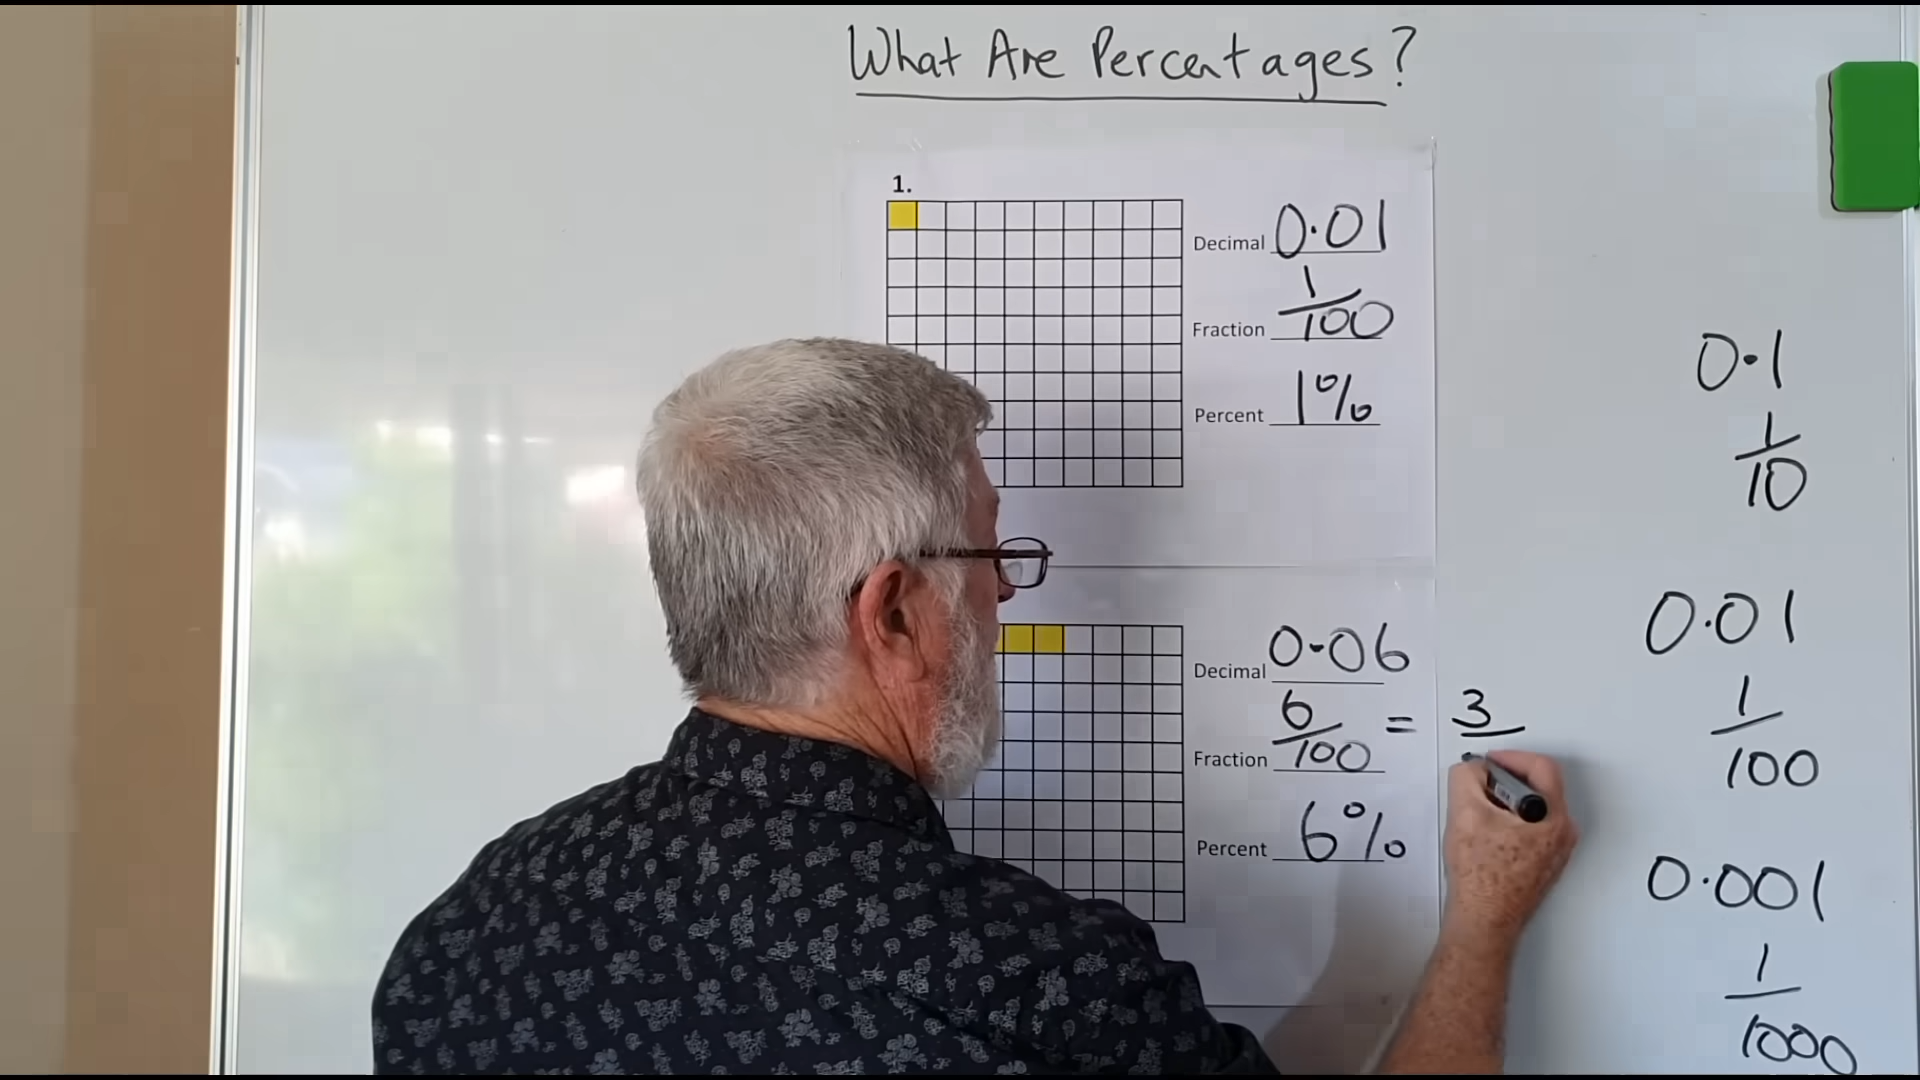 What Are Percentages?
1.
Decimal 0.01
Fraction 1/100
Percent 1%
Decimal 0.06
Fraction 6/100 = 3
Percent 6%
0.1
1/10
0.01
1/100
0.001
1/1000